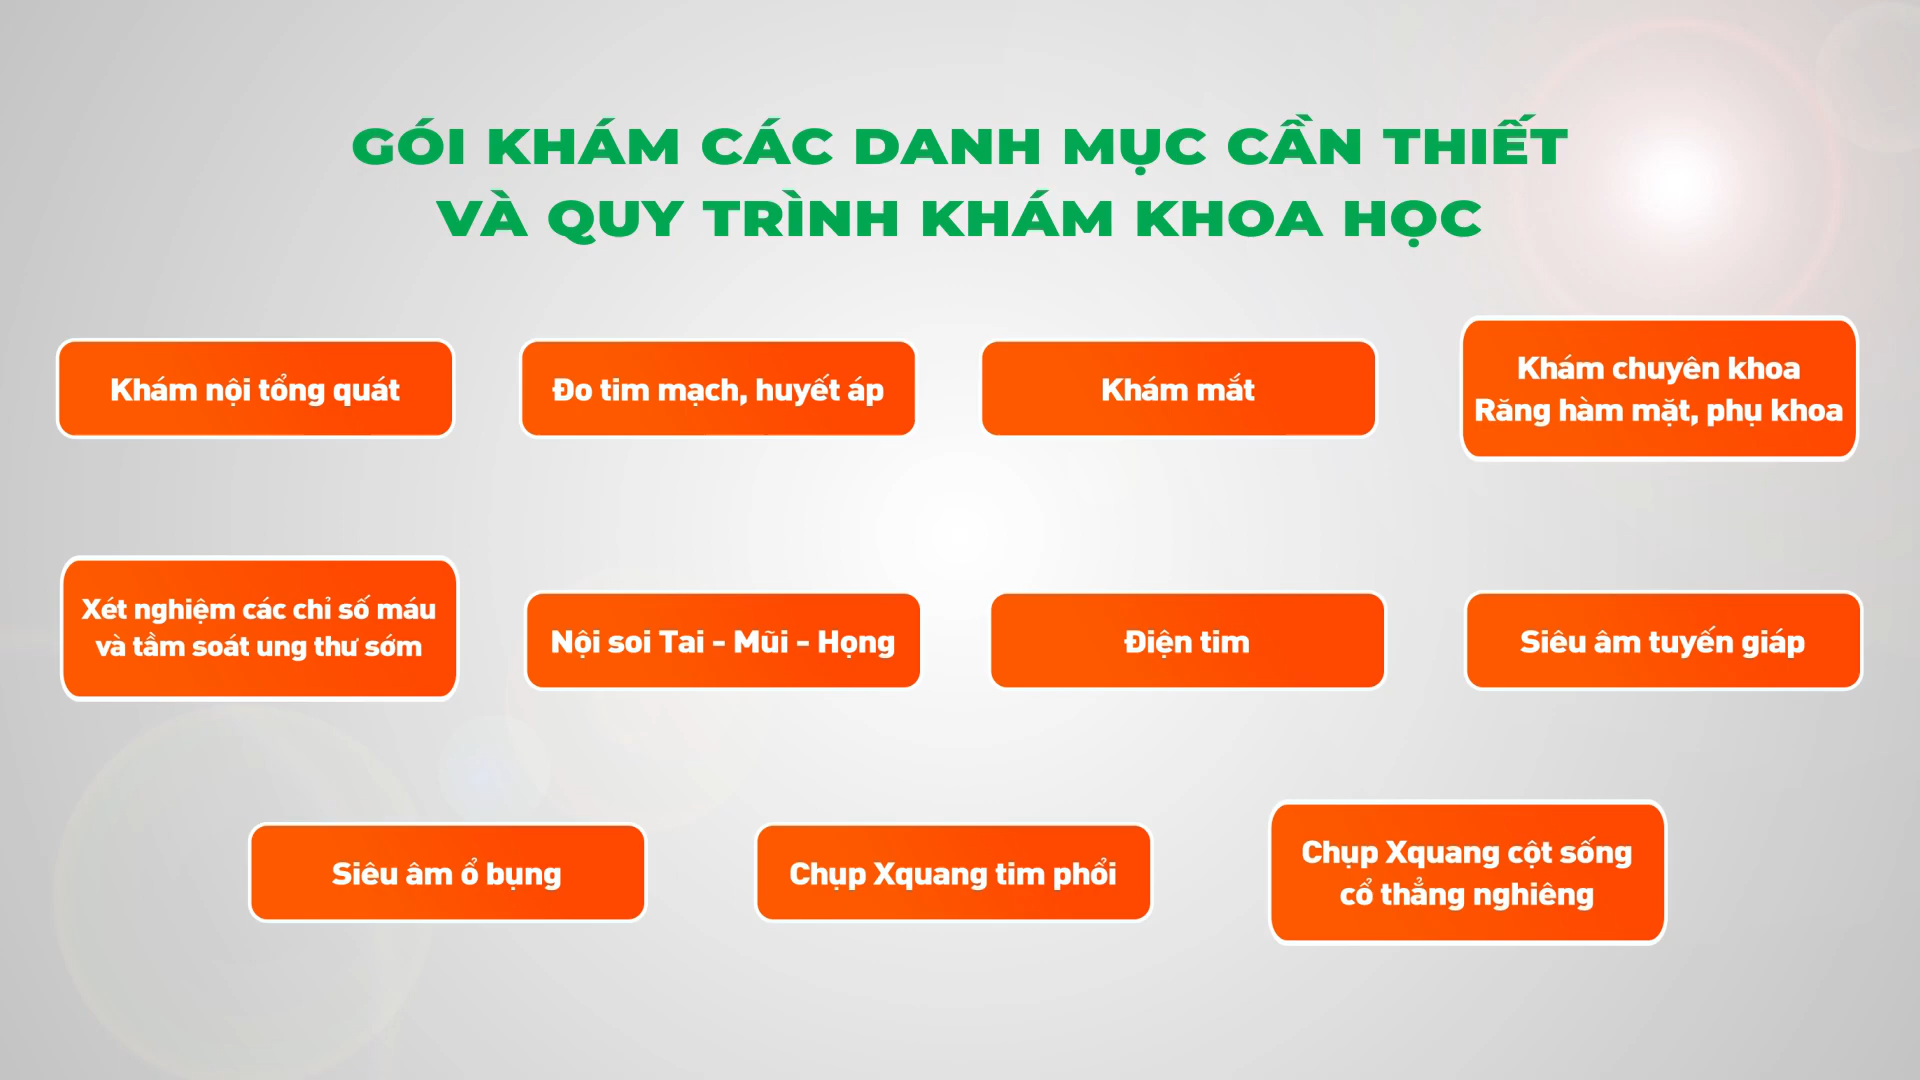 GÓI KHÁM CÁC DANH MỤC CẦN THIẾT
VÀ QUY TRÌNH KHÁM KHOA HỌC
Khám nội tổng quát
Đo tim mạch, huyết áp
Khám mắt
Khám chuyên khoa
Răng hàm mặt, phụ khoa
Xét nghiệm các chỉ số máu
và tầm soát ung thư sớm
Nội soi Tai - Mũi - Họng
Điện tim
Siêu âm tuyến giáp
Siêu âm ổ bụng
Chụp Xquang tim phổi
Chụp Xquang cột sống
cổ thẳng nghiêng